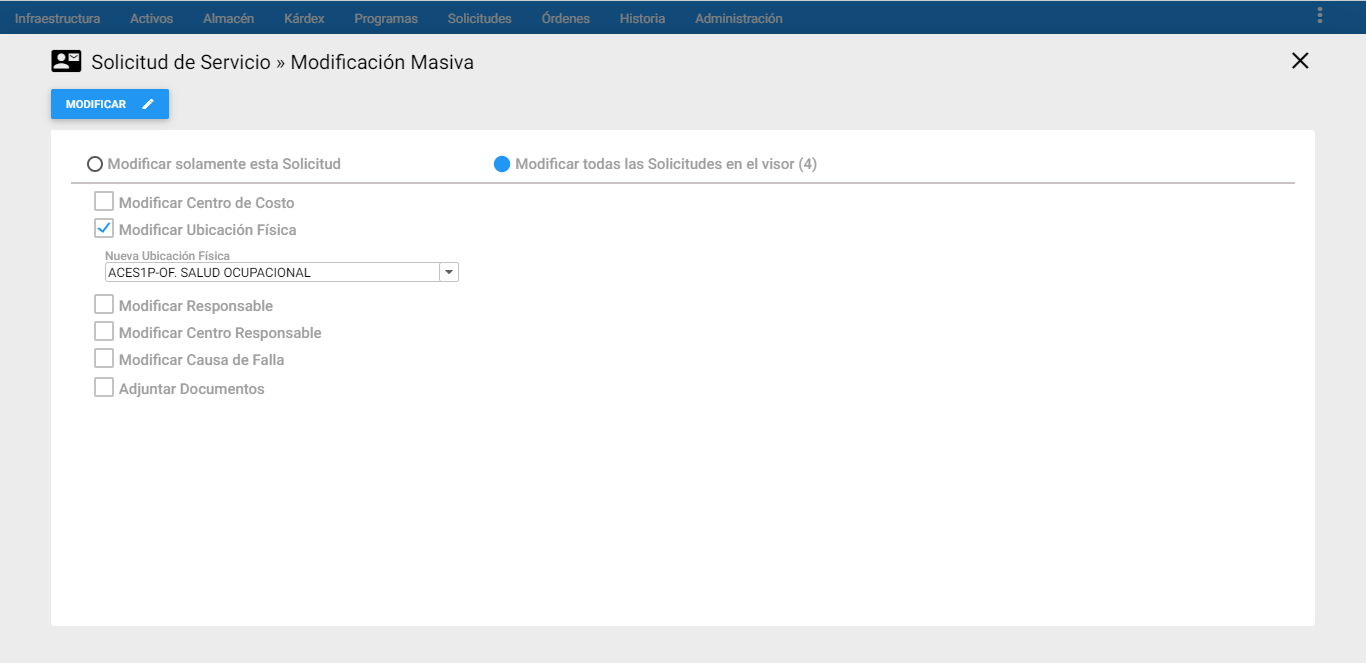 Infraestructura Activos Almacén Kárdex Programas Solicitudes Órdenes Historia Administración
Solicitud de Servicio » Modificación Masiva
MODIFICAR
Modificar solamente esta Solicitud Modificar todas las Solicitudes en el visor (4)
Modificar Centro de Costo
Modificar Ubicación Física
Nueva Ubicación Física
ACES1P-OF. SALUD OCUPACIONAL
Modificar Responsable
Modificar Centro Responsable
Modificar Causa de Falla
Adjuntar Documentos